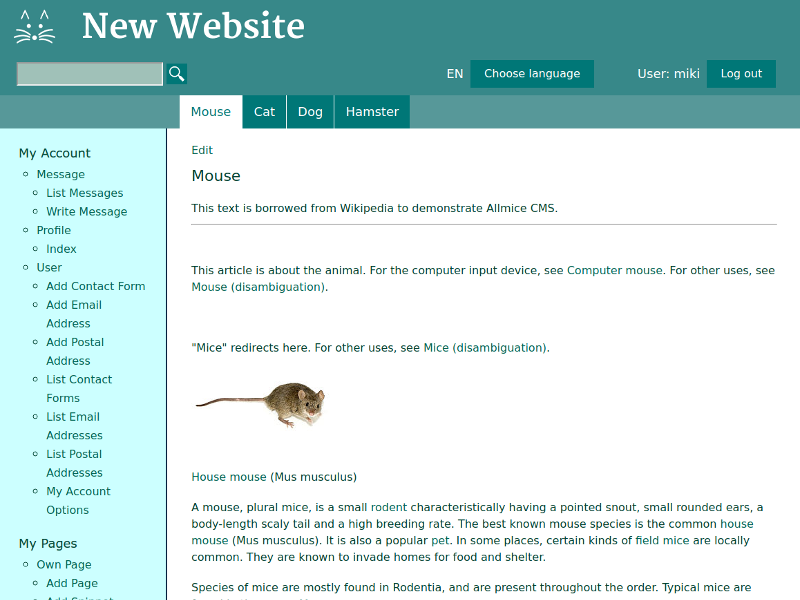 New Website
EN Choose language User: miki Log out
Mouse Cat Dog Hamster
My Account
Message
List Messages
Write Message
Profile
Index
User
Add Contact Form
Add Email
Address
Add Postal
Address
List Contact
Forms
List Email
Addresses
List Postal
Addresses
My Account
Options
My Pages
Own Page
Add Page
Edit
Mouse
This text is borrowed from Wikipedia to demonstrate Allmice CMS.
This article is about the animal. For the computer input device, see Computer mouse. For other uses, see
Mouse (disambiguation).
"Mice" redirects here. For other uses, see Mice (disambiguation).
House mouse (Mus musculus)
A mouse, plural mice, is a small rodent characteristically having a pointed snout, small rounded ears, a
body-length scaly tail and a high breeding rate. The best known mouse species is the common house
mouse (Mus musculus). It is also a popular pet. In some places, certain kinds of field mice are locally
common. They are known to invade homes for food and shelter.
Species of mice are mostly found in Rodentia, and are present throughout the order. Typical mice are